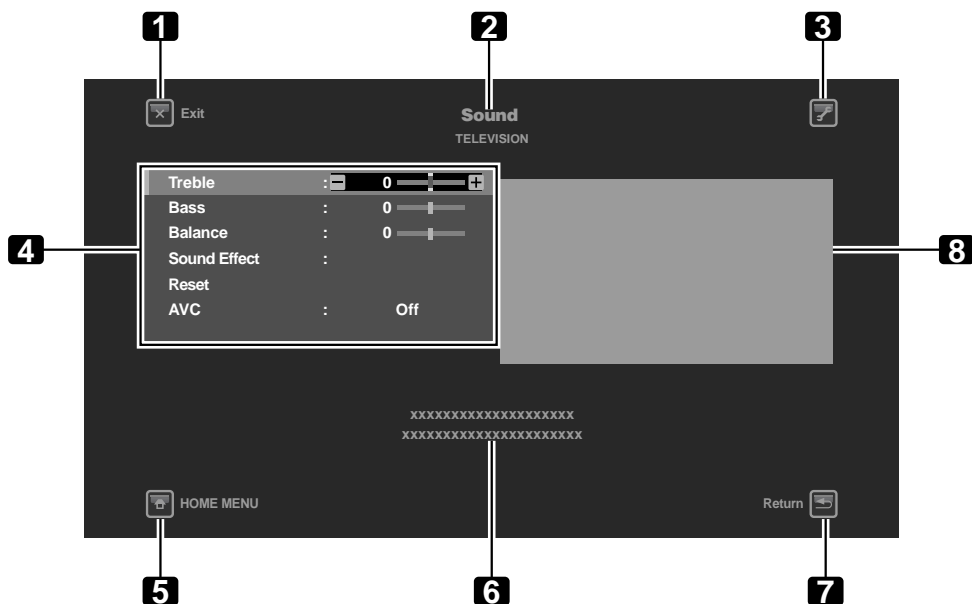 1 2 3
Exit
Sound
TELEVISION
Treble : 0
Bass : 0
Balance : 0
Sound Effect :
Reset
AVC : Off
4
8
xxxxxxxxxxxxxxxxxxxx
xxxxxxxxxxxxxxxxxxxxxx
HOME MENU
Return
5 6 7